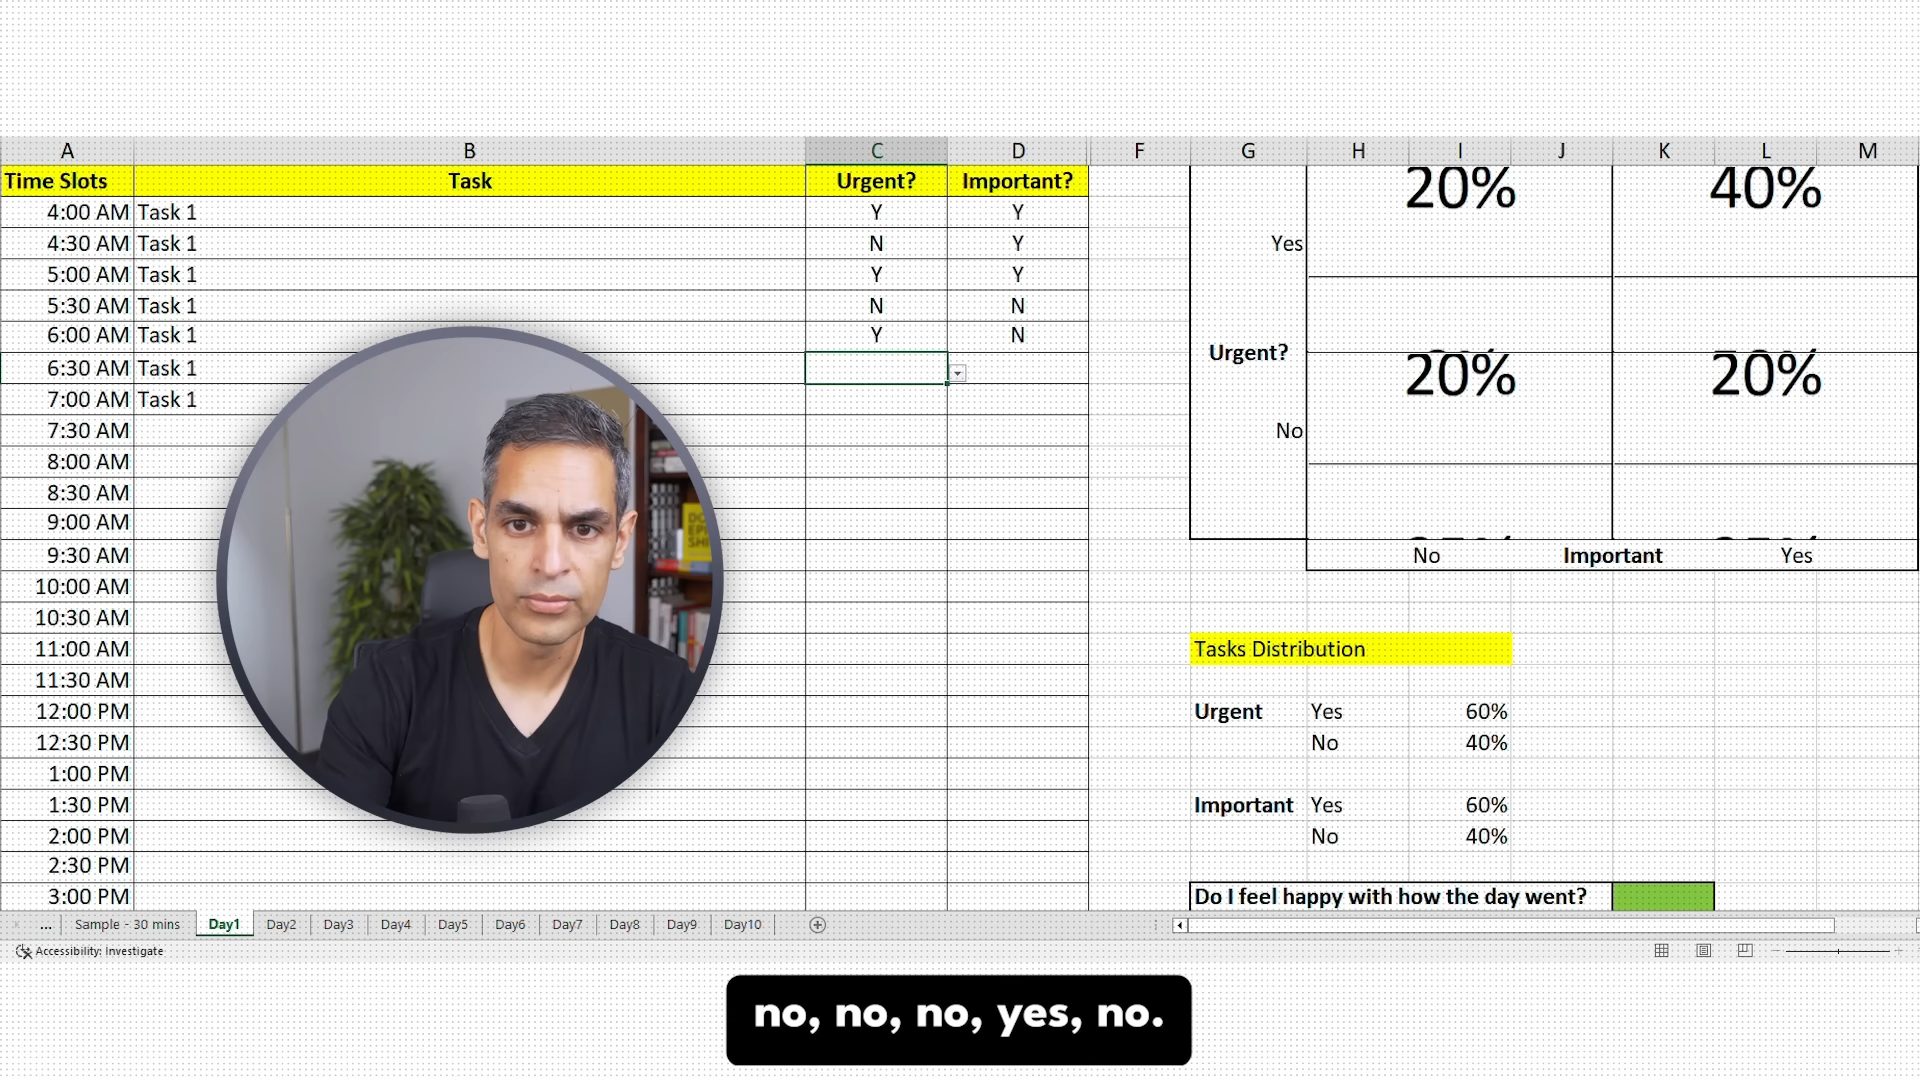 A B C D F G H I J K L M
Time Slots Task Urgent? Important?
4:00 AM Task 1 Y Y
4:30 AM Task 1 N Y
5:00 AM Task 1 Y Y
5:30 AM Task 1 N N
6:00 AM Task 1 Y N
6:30 AM Task 1
7:00 AM Task 1
7:30 AM
8:00 AM
8:30 AM
9:00 AM
9:30 AM
10:00 AM
10:30 AM
11:00 AM
11:30 AM
12:00 PM
12:30 PM
1:00 PM
1:30 PM
2:00 PM
2:30 PM
3:00 PM
20% 40%
Yes
Urgent?
20% 20%
No
No Important Yes
Tasks Distribution
Urgent Yes 60%
No 40%
Important Yes 60%
No 40%
Do I feel happy with how the day went?
... Sample - 30 mins Day1 Day2 Day3 Day4 Day5 Day6 Day7 Day8 Day9 Day10
Accessibility: Investigate
no, no, no, yes, no.